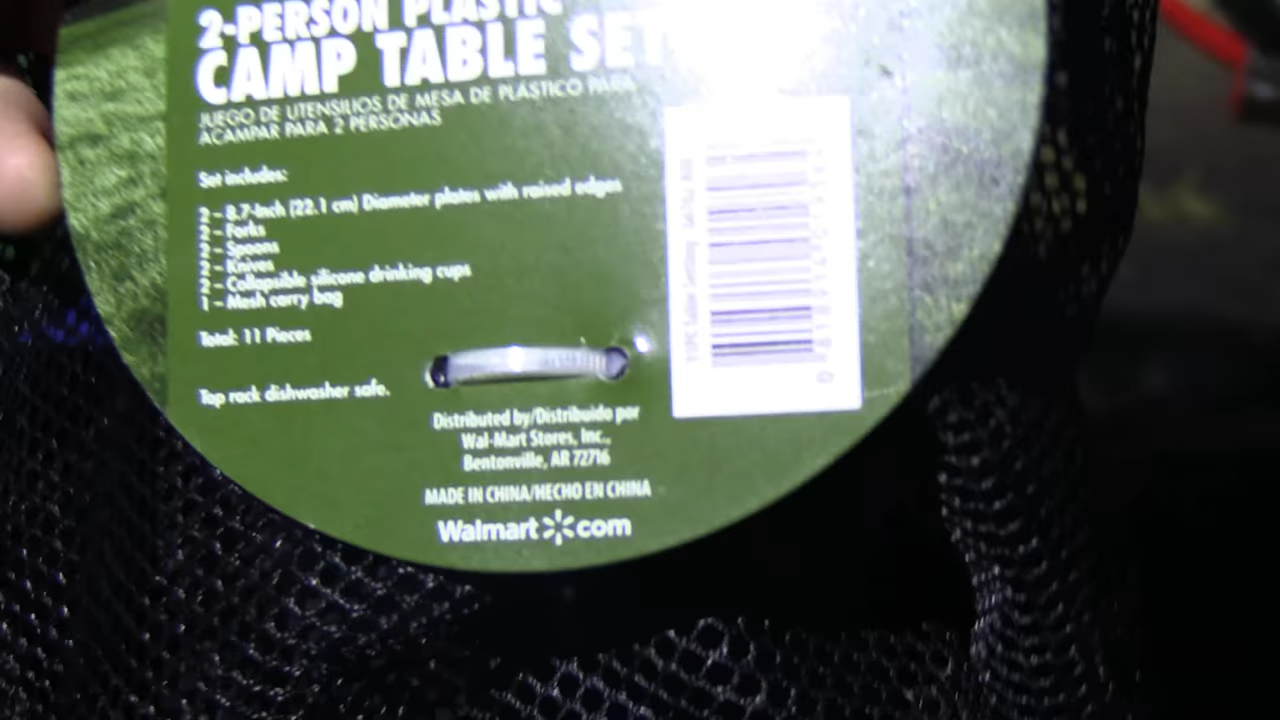 2-PERSON PLASTIC
CAMP TABLE SET
JUEGO DE UTENSILIOS DE MESA DE PLASTICO PARA
ACAMPAR PARA 2 PERSONAS
Set includes:
2 - 8.7-Inch (22.1 cm) Diameter plates with raised edges
2 - Forks
2 - Spoons
2 - Knives
2 - Collapsible silicone drinking cups
1 - Mesh carry bag
Total: 11 Pieces
Top rack dishwasher safe.
Distributed by/Distribuido por
Wal-Mart Stores, Inc.,
Bentonville, AR 72716
MADE IN CHINA/HECHO EN CHINA
Walmart com